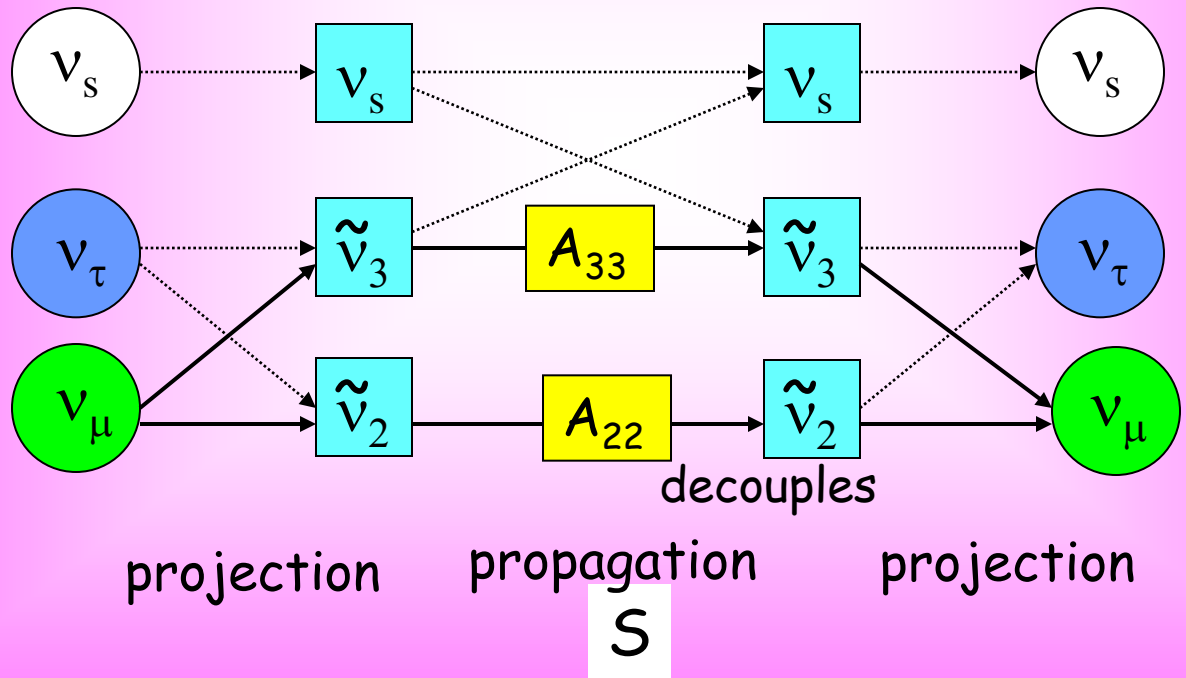 νs νs νs νs
ντ ν̃3 A33 ν̃3 ντ
νμ ν̃2 A22 ν̃2 νμ
decouples
projection propagation projection
S